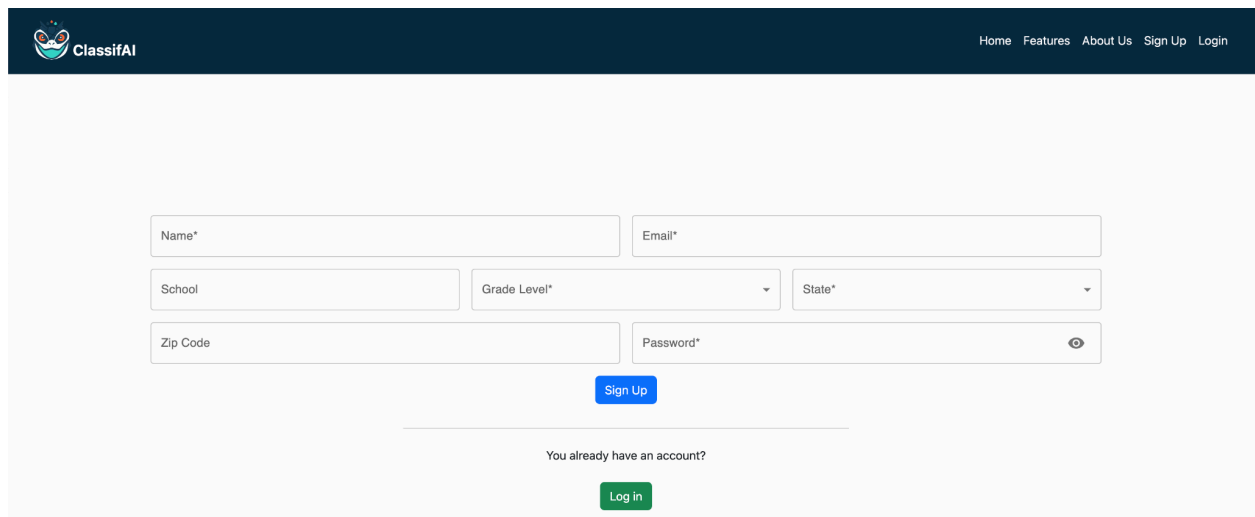 ClassifAI
Home Features About Us Sign Up Login
Name* Email*
School Grade Level* State*
Zip Code Password*
Sign Up
You already have an account?
Log in